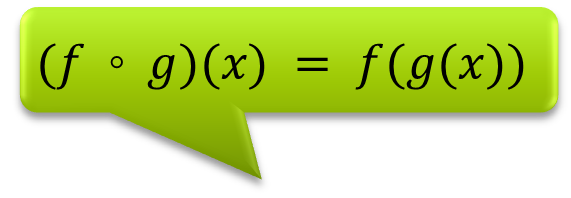 (f ∘ g)(x) = f(g(x))